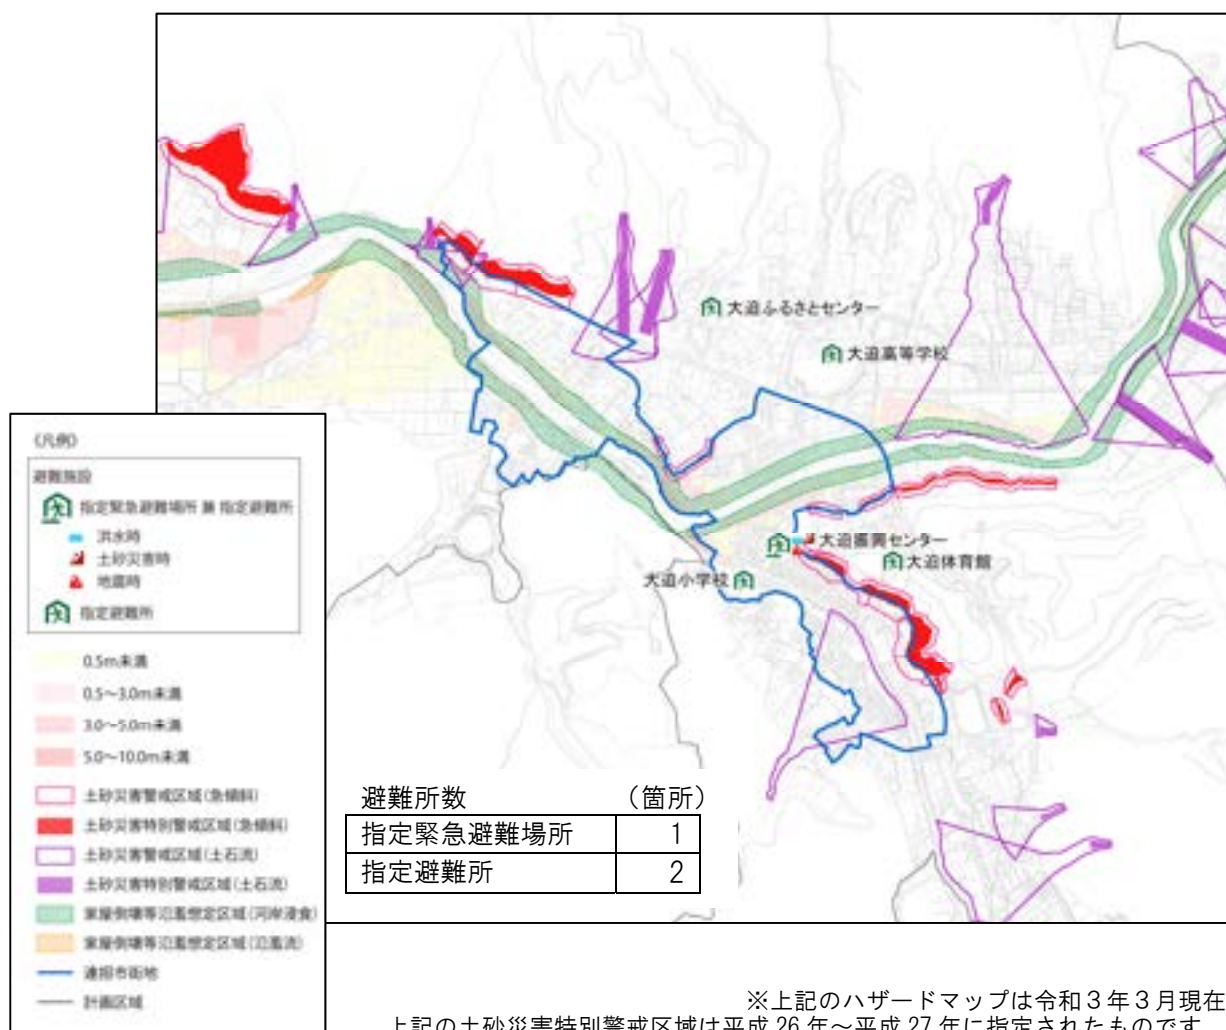 大迫ふるさとセンター
大迫高等学校
大迫振興センター
大迫体育館
大迫小学校
(凡例)
避難施設
指定緊急避難場所 兼 指定避難所
洪水時
土砂災害時
地震時
指定避難所
0.5m未満
0.5~3.0m未満
3.0~5.0m未満
5.0~10.0m未満
土砂災害警戒区域(急傾斜)
土砂災害特別警戒区域(急傾斜)
土砂災害警戒区域(土石流)
土砂災害特別警戒区域(土石流)
家屋倒壊等氾濫想定区域(河岸浸食)
家屋倒壊等氾濫想定区域(氾濫流)
連担市街地
計画区域
避難所数 (箇所)
指定緊急避難場所 1
指定避難所 2
※上記のハザードマップは令和3年3月現在
上記の土砂災害特別警戒区域は平成26年~平成27年に指定されたものです。